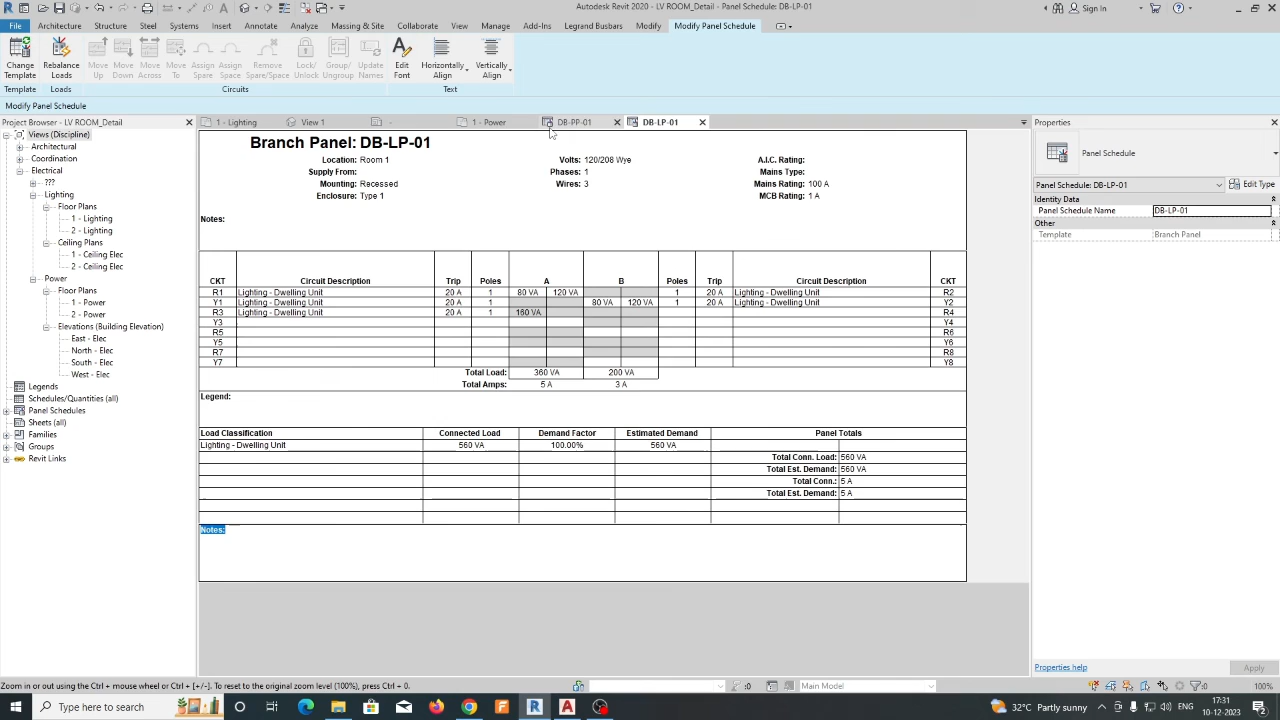 Autodesk Revit 2020 - LV ROOM_Detail - Panel Schedule: DB-LP-01
Sign In
File Architecture Structure Steel Systems Insert Annotate Analyze Massing & Site Collaborate View Manage Add-Ins Legrand Busbars Modify Modify Panel Schedule
Change Template
Rebalance Loads
Move Up
Move Down
Move Across
Move To
Assign Spare
Assign Space
Remove Spare/Space
Lock/Unlock
Group/Ungroup
Update Names
Edit Font
Horizontally Align
Vertically Align
Template Loads Circuits Text
Modify Panel Schedule
Project Browser - LV ROOM_Detail
1 - Lighting View 1 - 1 - Power DB-PP-01 DB-LP-01
Properties
Views (Discipline)
Architectural
Coordination
Electrical
???
Lighting
Floor Plans
1 - Lighting
2 - Lighting
Ceiling Plans
1 - Ceiling Elec
2 - Ceiling Elec
Power
Floor Plans
1 - Power
2 - Power
Elevations (Building Elevation)
East - Elec
North - Elec
South - Elec
West - Elec
Legends
Schedules/Quantities (all)
Panel Schedules
Sheets (all)
Families
Groups
Revit Links
Branch Panel: DB-LP-01
Location: Room 1 Volts: 120/208 Wye A.I.C. Rating:
Supply From: Phases: 1 Mains Type:
Mounting: Recessed Wires: 3 Mains Rating: 100 A
Enclosure: Type 1 MCB Rating: 1 A
Notes:
CKT Circuit Description Trip Poles A B Poles Trip Circuit Description CKT
R1 Lighting - Dwelling Unit 20 A 1 80 VA 120 VA 1 20 A Lighting - Dwelling Unit R2
Y1 Lighting - Dwelling Unit 20 A 1 80 VA 120 VA 1 20 A Lighting - Dwelling Unit Y2
R3 Lighting - Dwelling Unit 20 A 1 160 VA R4
Y3 Y4
R5 R6
Y5 Y6
R7 R8
Y7 Y8
Total Load: 360 VA 200 VA
Total Amps: 5 A 3 A
Legend:
Load Classification Connected Load Demand Factor Estimated Demand Panel Totals
Lighting - Dwelling Unit 560 VA 100.00% 560 VA
Total Conn. Load: 560 VA
Total Est. Demand: 560 VA
Total Conn.: 5 A
Total Est. Demand: 5 A
Notes:
Panel Schedule
Panel Schedule: DB-LP-01 Edit Type
Identity Data
Panel Schedule Name DB-LP-01
Other
Template Branch Panel
Properties help Apply
Zoom in or out using the Ctrl + mouse wheel or Ctrl + [+/-]. To reset to the original zoom level (100%), press Ctrl + 0.
:0 Main Model :0 100%
Type here to search
32°C Partly sunny ENG 17:31
10-12-2023